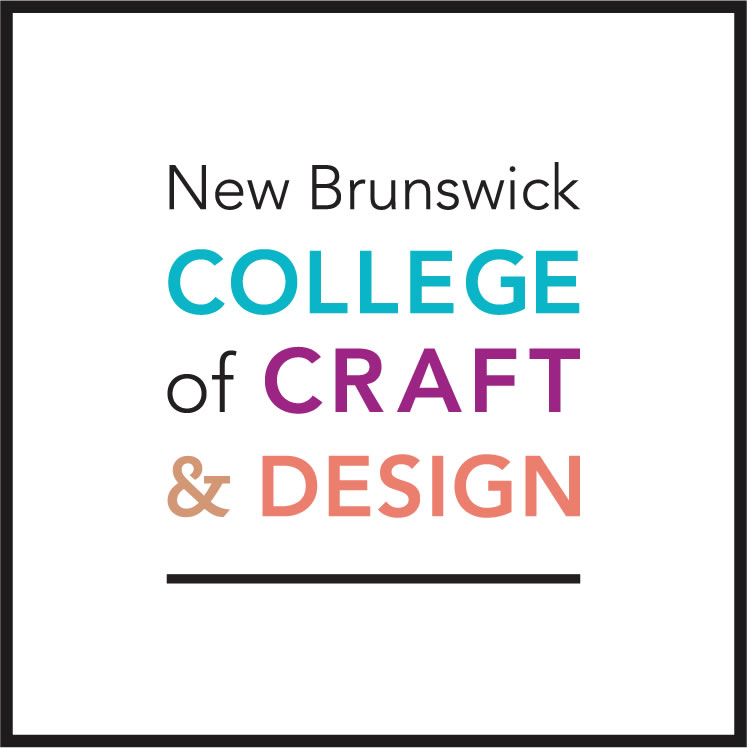 New Brunswick
COLLEGE
of CRAFT
& DESIGN